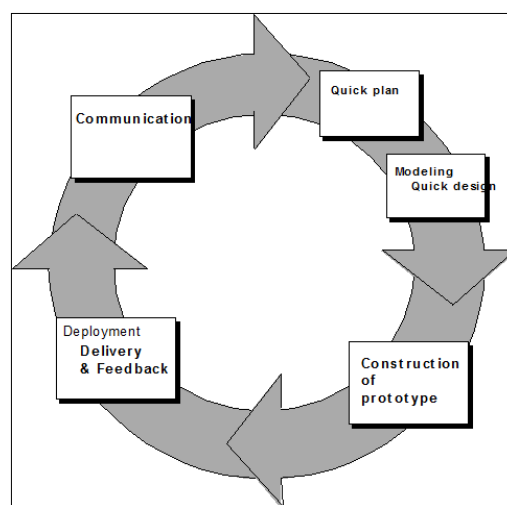 Communication
Quick plan
Modeling
Quick design
Construction
of
prototype
Deployment
Delivery
& Feedback